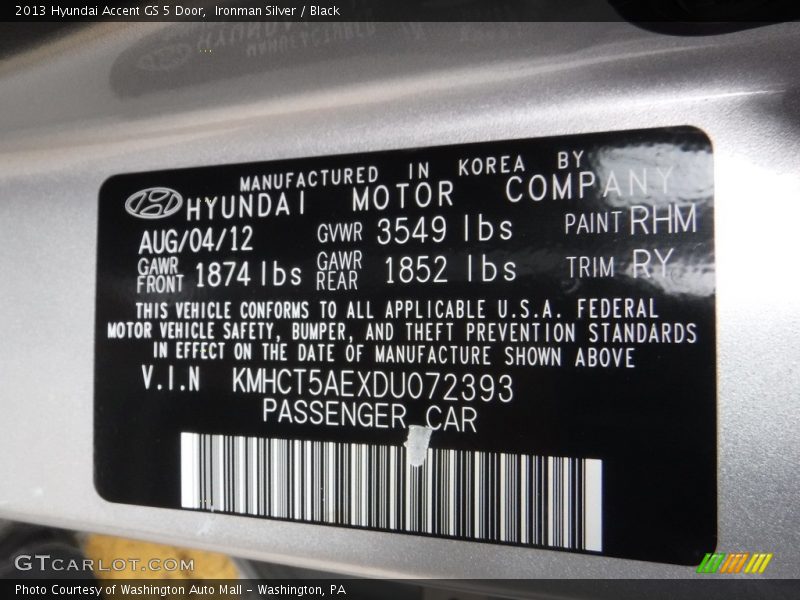 2013 Hyundai Accent GS 5 Door, Ironman Silver / Black
MANUFACTURED IN KOREA BY
HYUNDAI MOTOR COMPANY
AUG/04/12 GVWR 3549 lbs PAINT RHM
GAWR FRONT 1874 lbs GAWR REAR 1852 lbs TRIM RY
THIS VEHICLE CONFORMS TO ALL APPLICABLE U.S.A. FEDERAL
MOTOR VEHICLE SAFETY, BUMPER, AND THEFT PREVENTION STANDARDS
IN EFFECT ON THE DATE OF MANUFACTURE SHOWN ABOVE
V.I.N KMHCT5AEXDU072393
PASSENGER CAR
GTCARLOT.COM
Photo Courtesy of Washington Auto Mall - Washington, PA